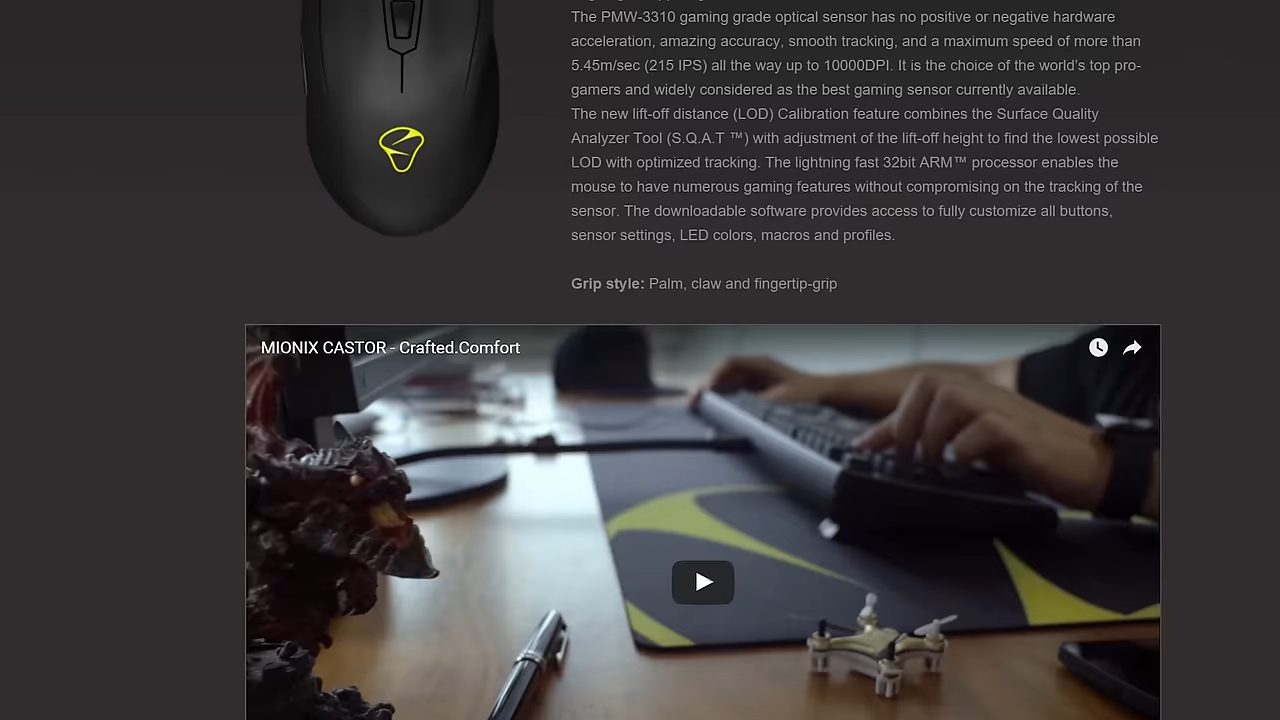 The PMW-3310 gaming grade optical sensor has no positive or negative hardware
acceleration, amazing accuracy, smooth tracking, and a maximum speed of more than
5.45m/sec (215 IPS) all the way up to 10000DPI. It is the choice of the world's top pro-
gamers and widely considered as the best gaming sensor currently available.
The new lift-off distance (LOD) Calibration feature combines the Surface Quality
Analyzer Tool (S.Q.A.T ™) with adjustment of the lift-off height to find the lowest possible
LOD with optimized tracking. The lightning fast 32bit ARM™ processor enables the
mouse to have numerous gaming features without compromising on the tracking of the
sensor. The downloadable software provides access to fully customize all buttons,
sensor settings, LED colors, macros and profiles.
Grip style: Palm, claw and fingertip-grip
MIONIX CASTOR - Crafted.Comfort